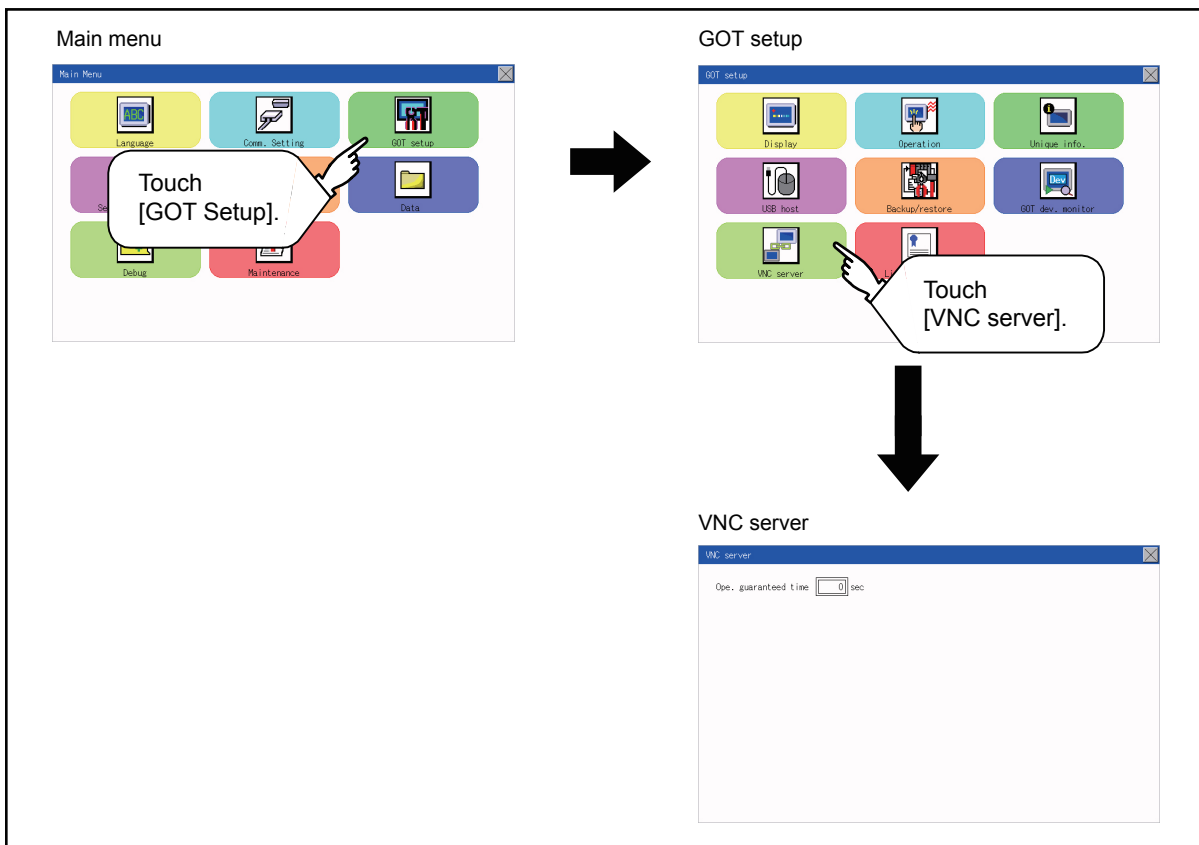 Main menu
Main Menu
Language
Comm. Setting
GOT setup
Data
Debug
Maintenance
Touch
[GOT Setup].
GOT setup
GOT setup
Display
Operation
Unique info.
USB host
Backup/restore
GOT dev. monitor
VNC server
Touch
[VNC server].
VNC server
VNC server
Ope. guaranteed time 0 sec